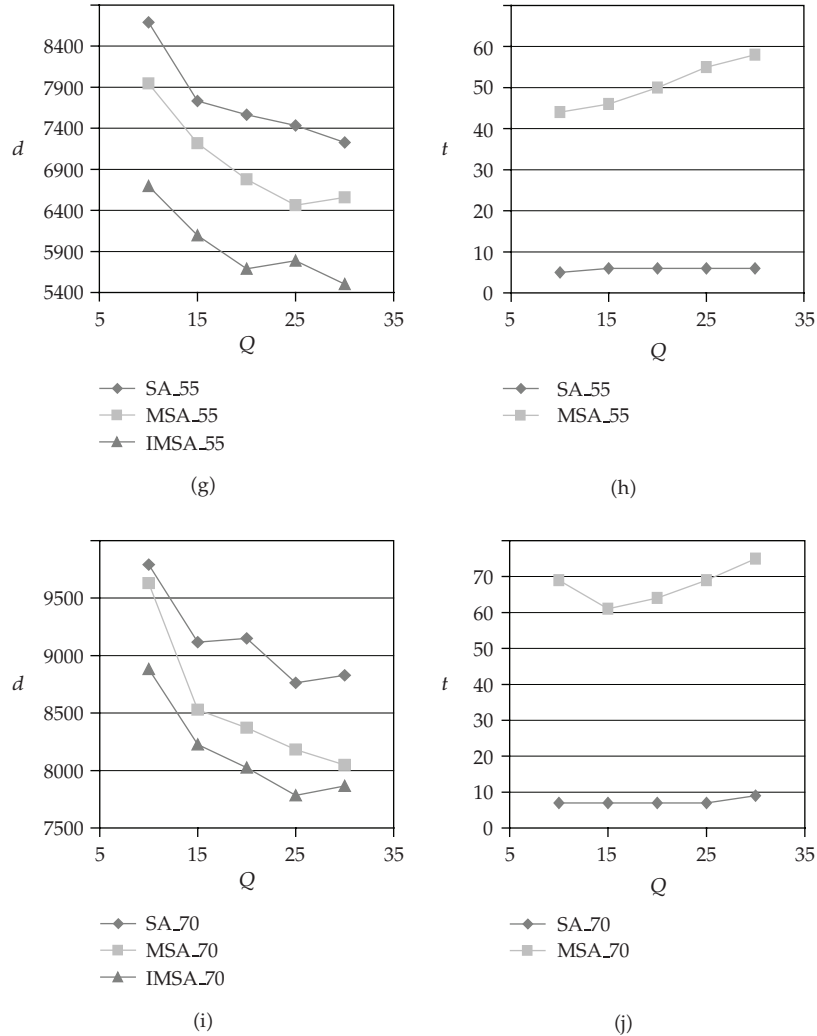 8400
7900
7400
6900
6400
5900
5400
d
5
15
25
35
Q
SA_55
MSA_55
IMSA_55
(g)
60
50
40
30
20
10
0
t
5
15
25
35
Q
SA_55
MSA_55
(h)
9500
9000
8500
8000
7500
d
5
15
25
35
Q
SA_70
MSA_70
IMSA_70
(i)
70
60
50
40
30
20
10
0
t
5
15
25
35
Q
SA_70
MSA_70
(j)